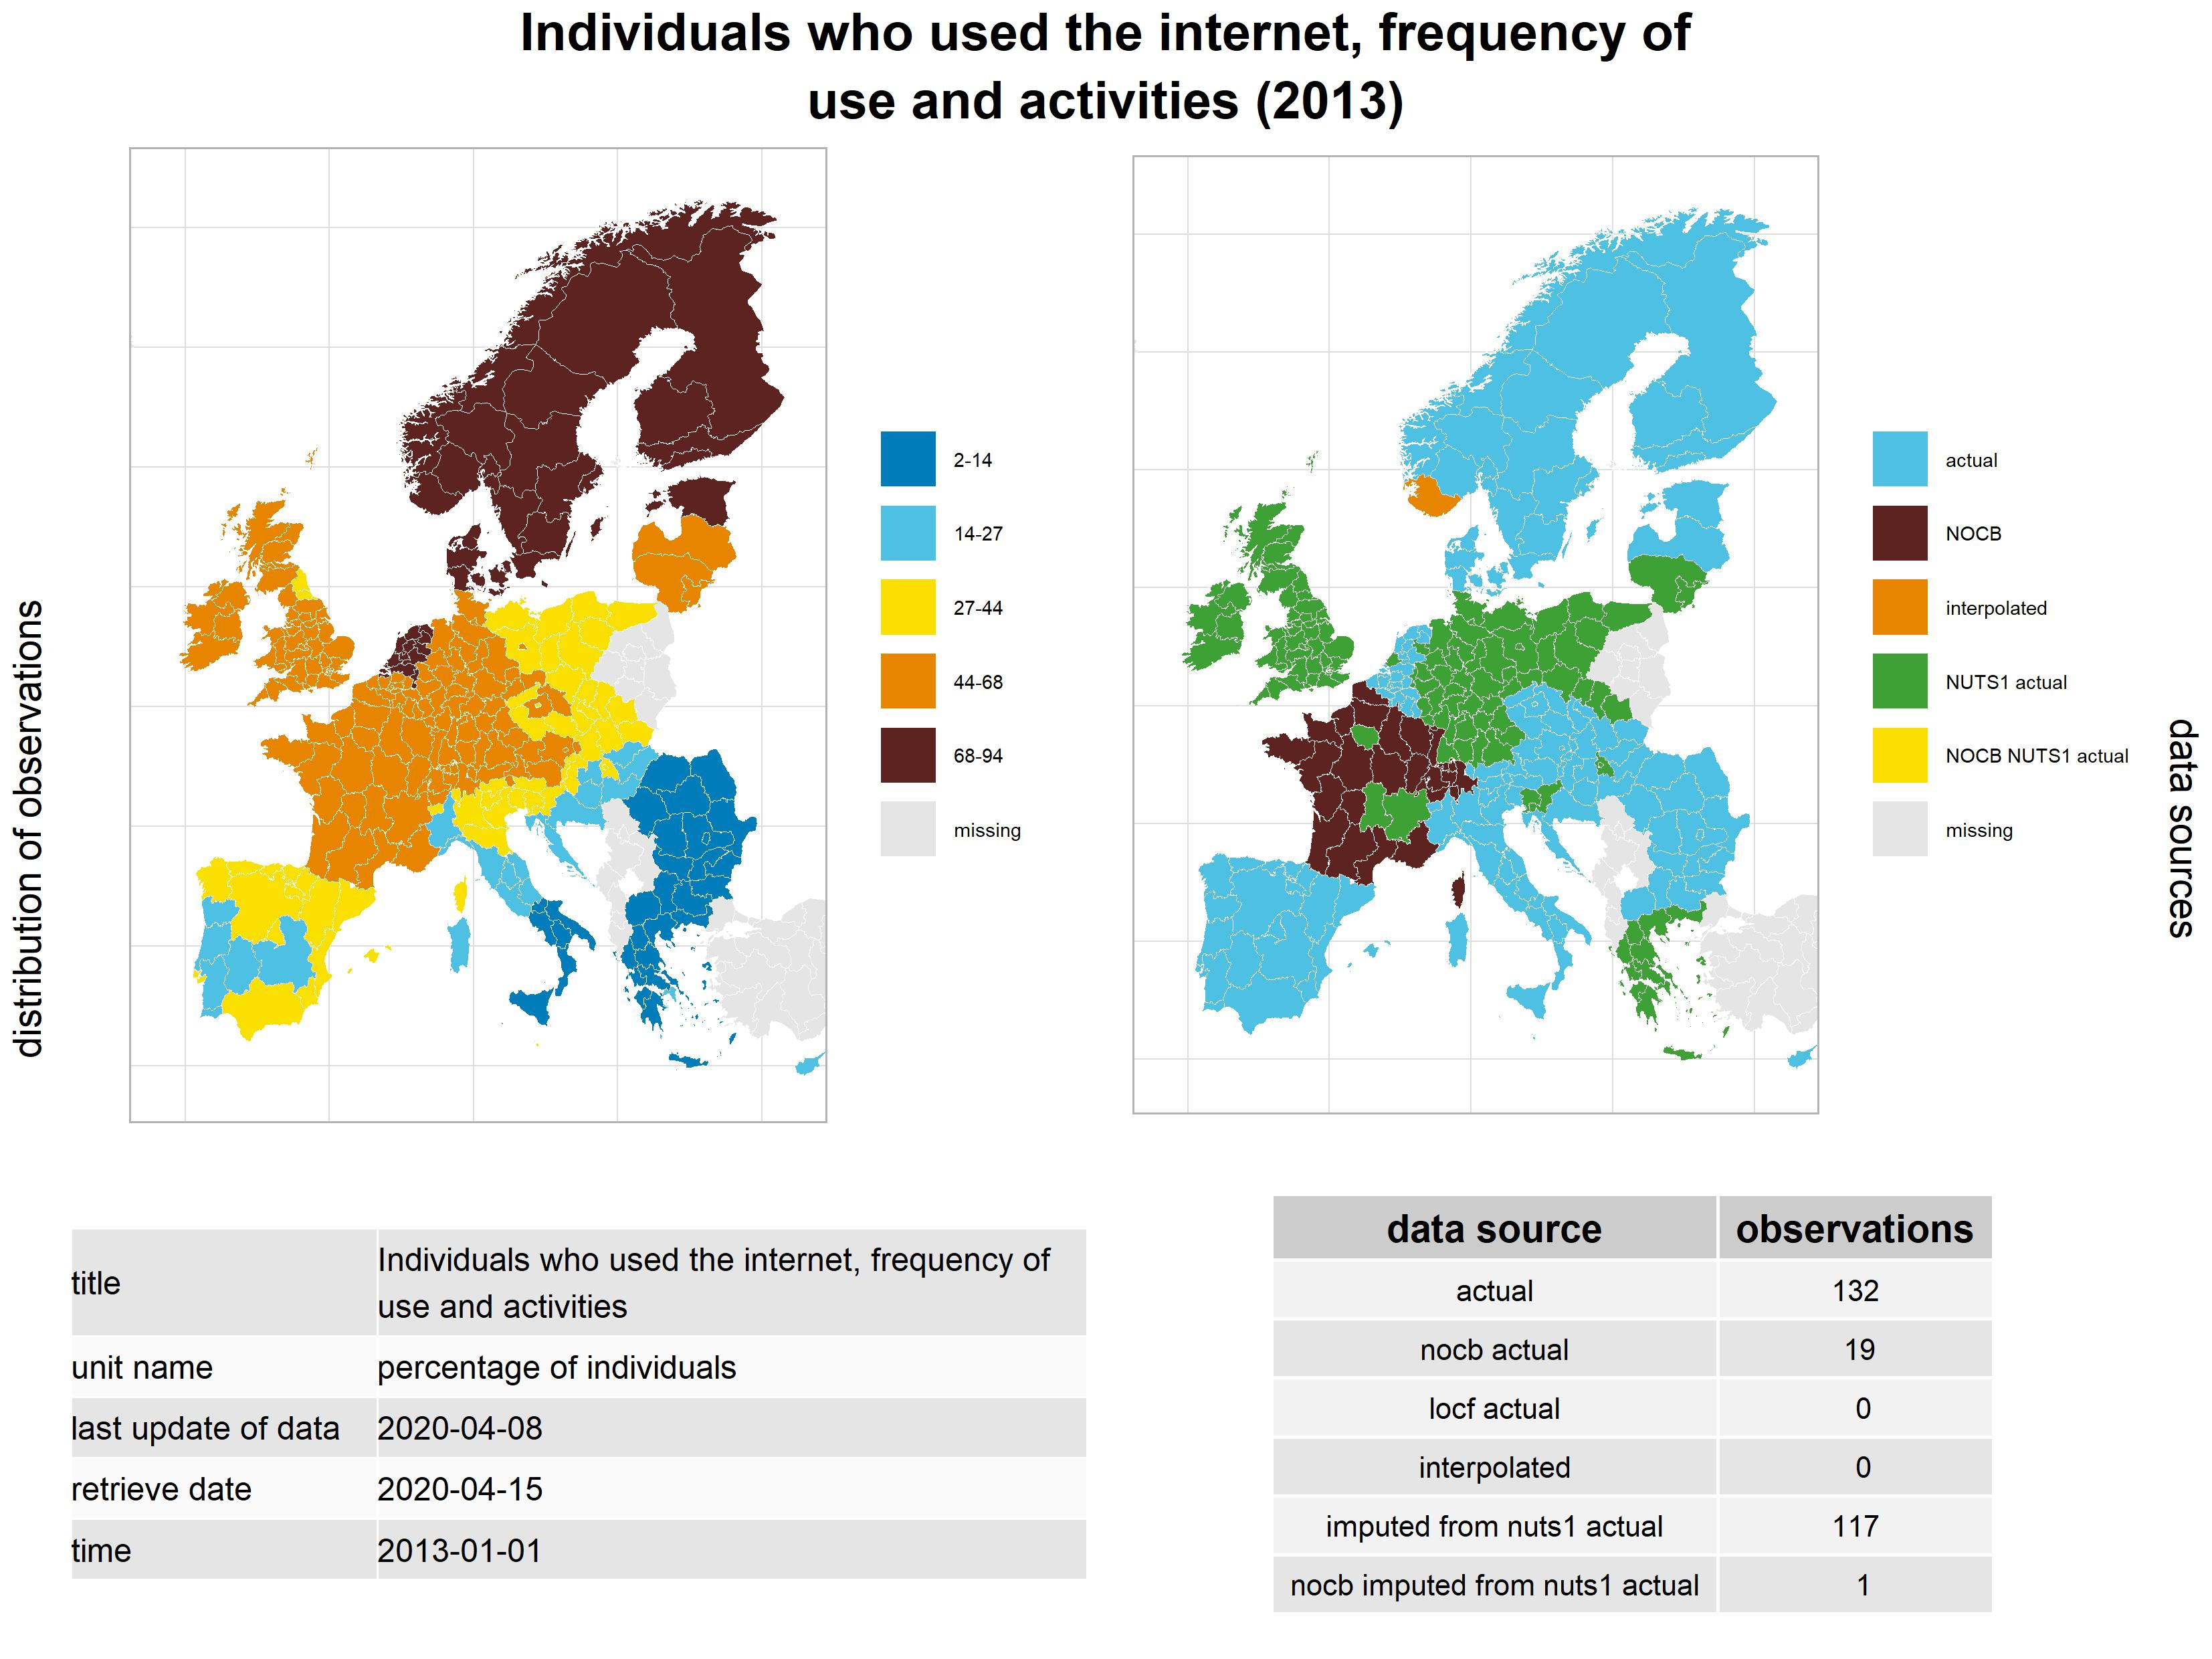 Individuals who used the internet, frequency of
use and activities (2013)
distribution of observations
2-14
14-27
27-44
44-68
68-94
missing
actual
NOCB
interpolated
NUTS1 actual
NOCB NUTS1 actual
missing
data sources
title
Individuals who used the internet, frequency of
use and activities
unit name
percentage of individuals
last update of data
2020-04-08
retrieve date
2020-04-15
time
2013-01-01
data source observations
actual 132
nocb actual 19
locf actual 0
interpolated 0
imputed from nuts1 actual 117
nocb imputed from nuts1 actual 1